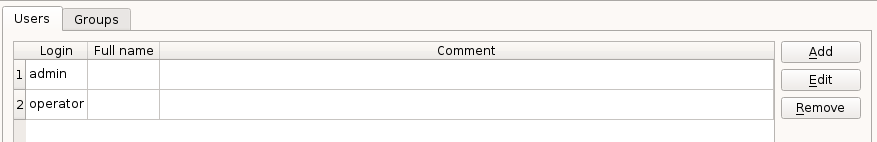 Users Groups
Login Full name Comment Add
1 admin
Edit
2 operator Remove